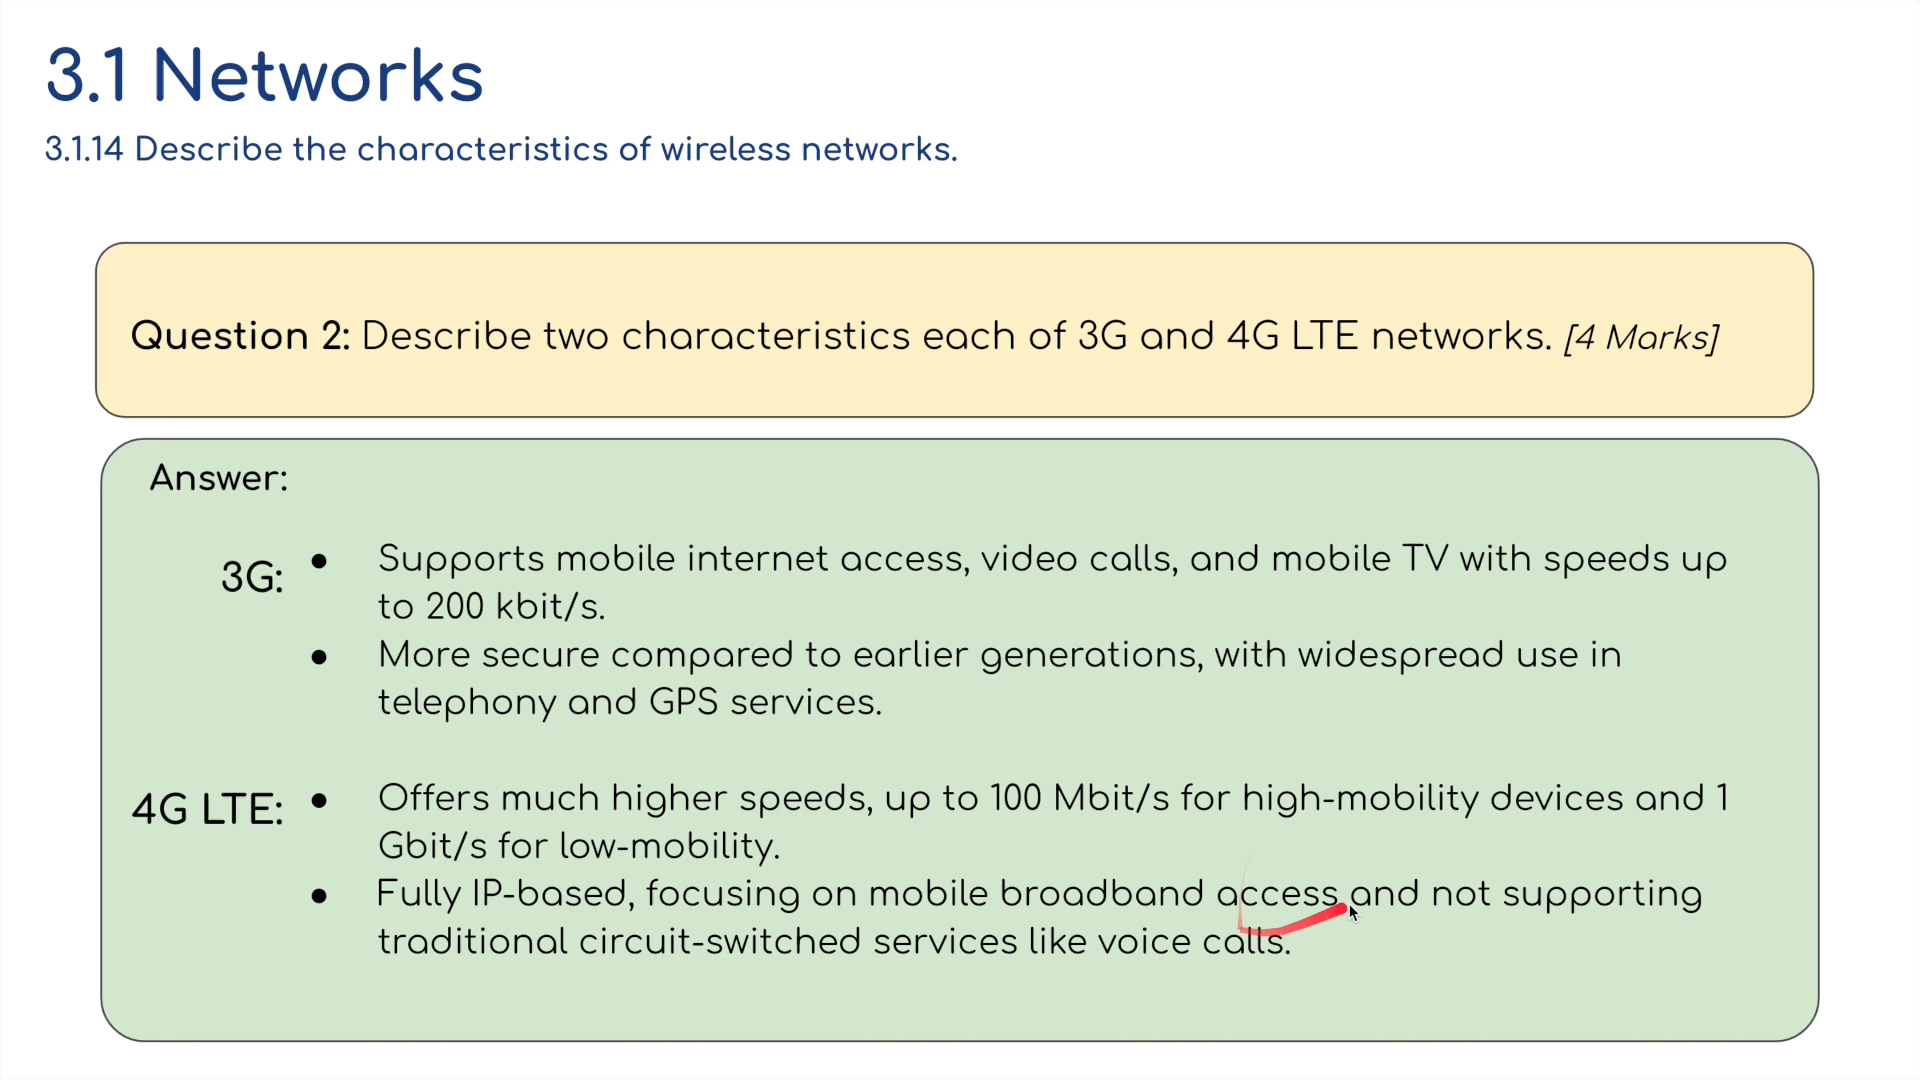 3.1 Networks
3.1.14 Describe the characteristics of wireless networks.
Question 2: Describe two characteristics each of 3G and 4G LTE networks. [4 Marks]
Answer:
3G:
● Supports mobile internet access, video calls, and mobile TV with speeds up
to 200 kbit/s.
● More secure compared to earlier generations, with widespread use in
telephony and GPS services.
4G LTE:
● Offers much higher speeds, up to 100 Mbit/s for high-mobility devices and 1
Gbit/s for low-mobility.
● Fully IP-based, focusing on mobile broadband access and not supporting
traditional circuit-switched services like voice calls.